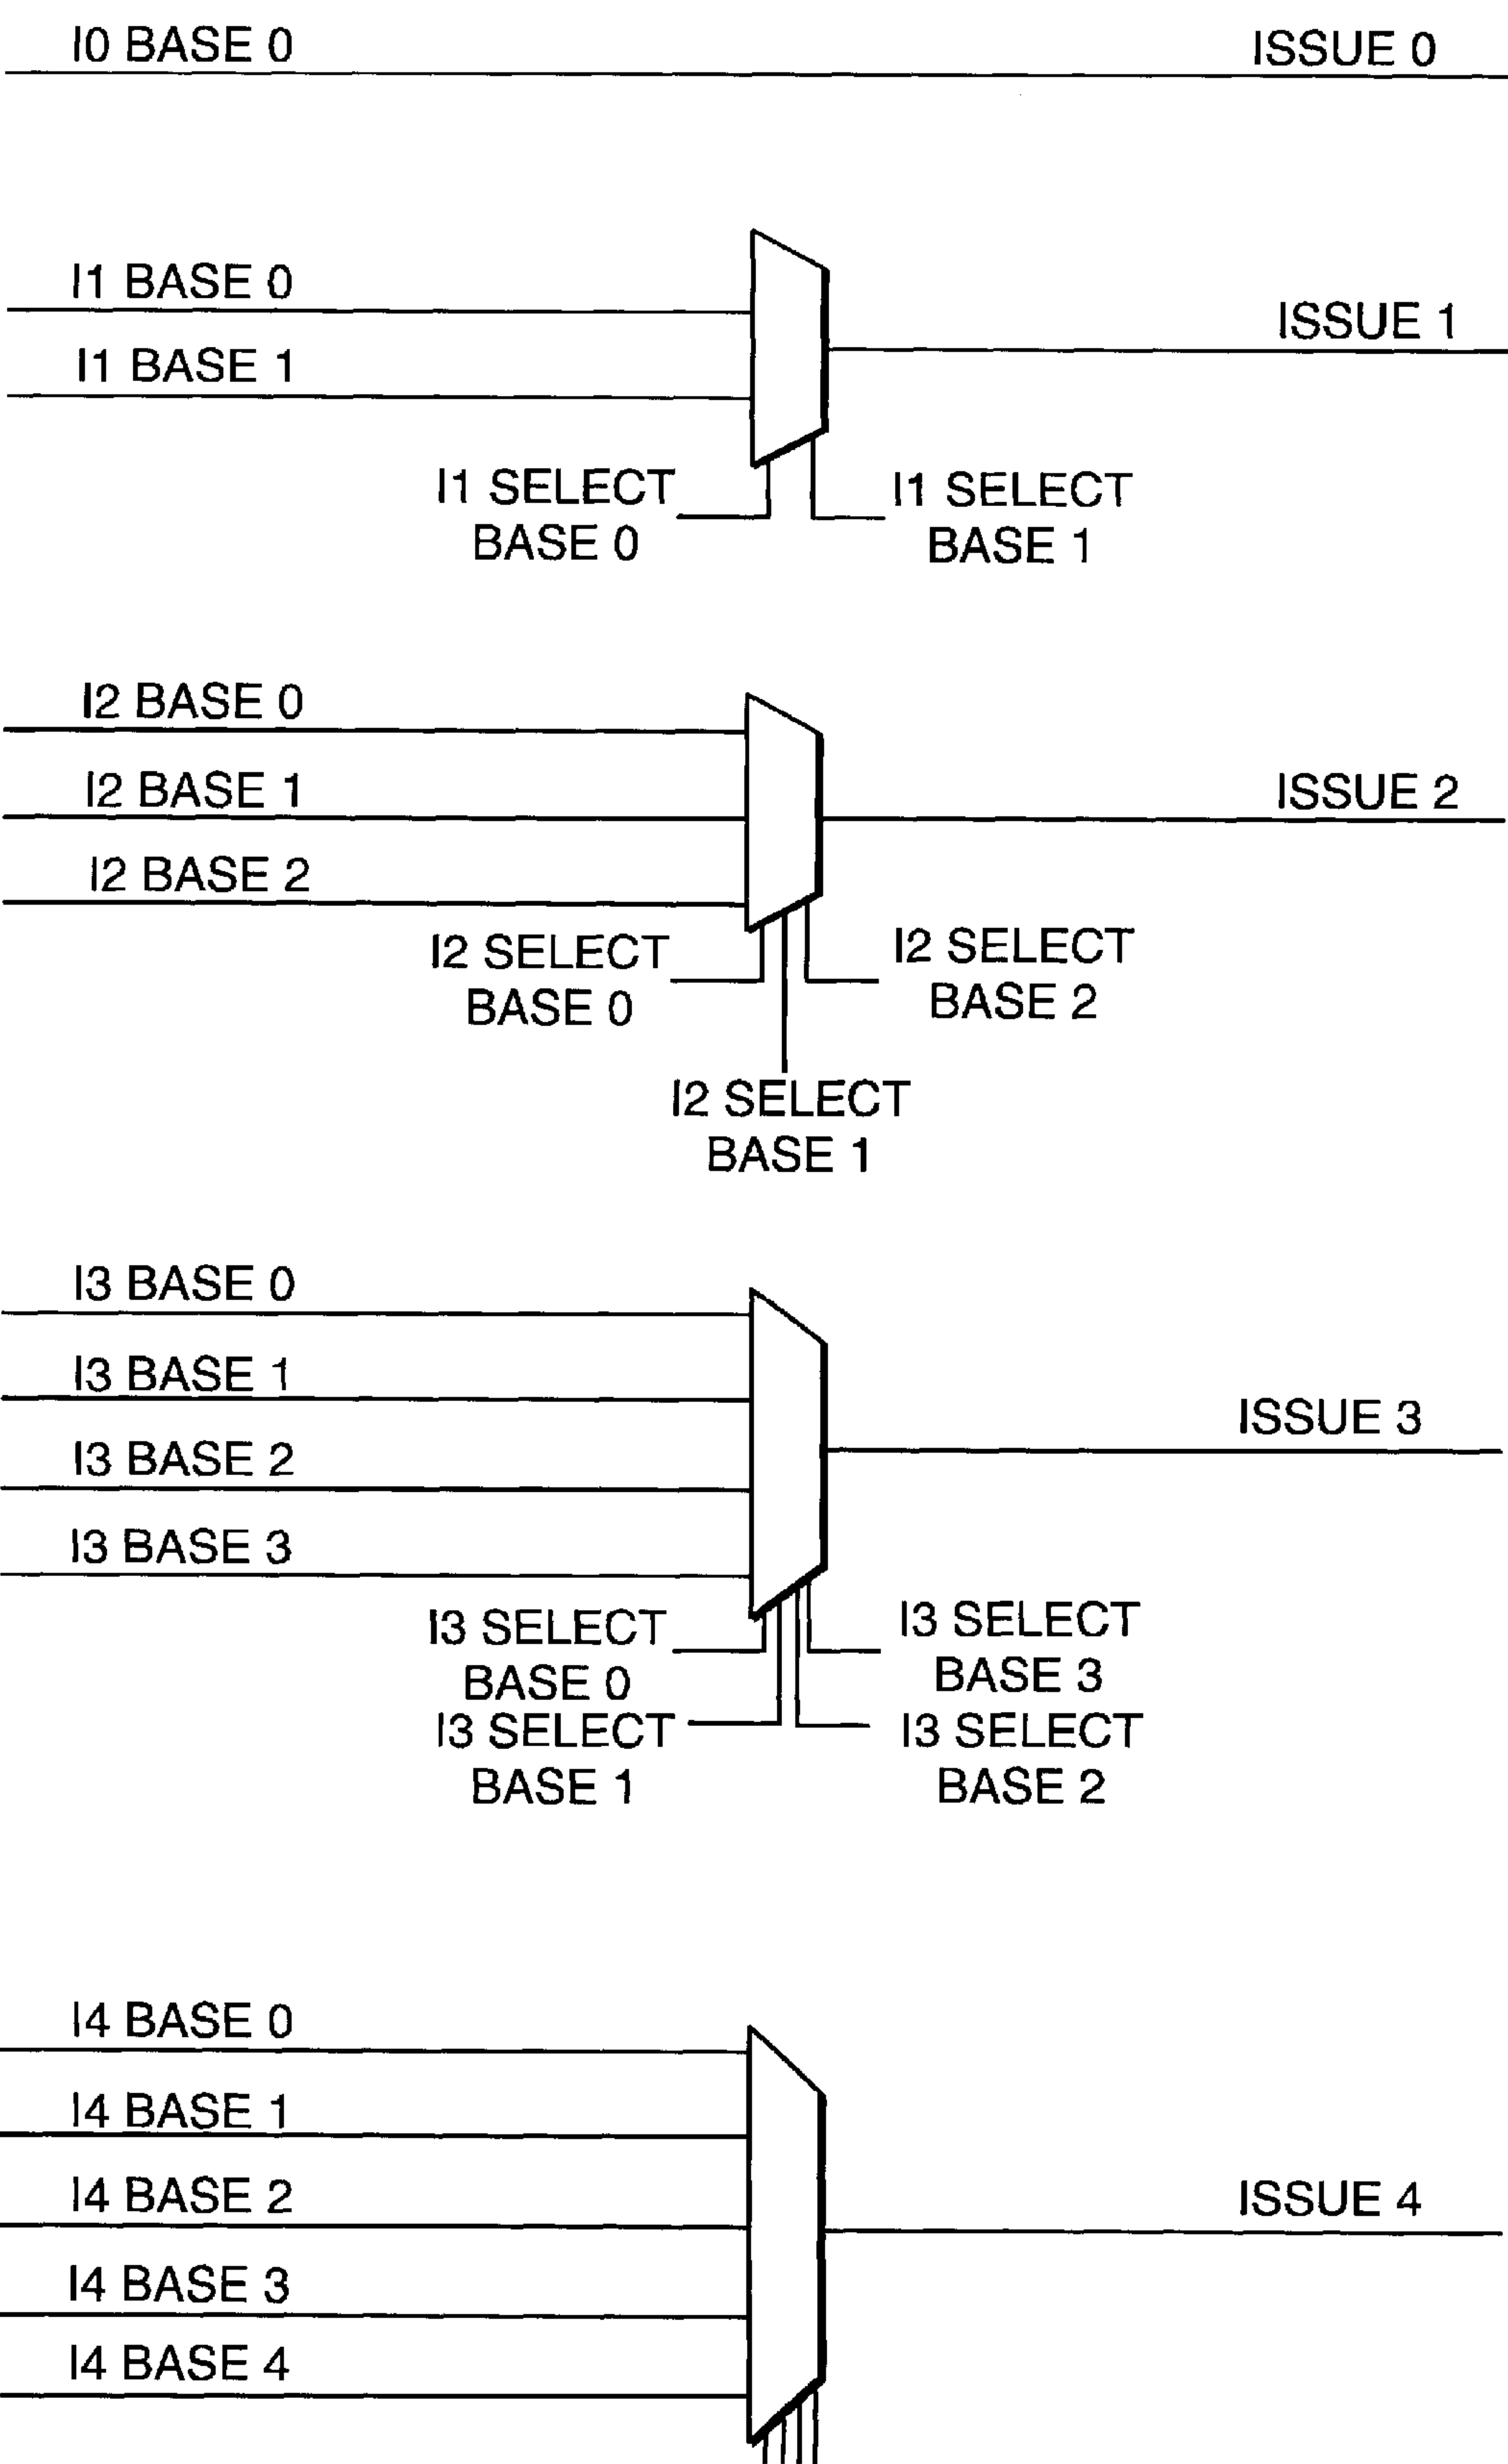 I0 BASE 0
ISSUE 0
I1 BASE 0
I1 BASE 1
ISSUE 1
I1 SELECT
BASE 0
I1 SELECT
BASE 1
I2 BASE 0
I2 BASE 1
I2 BASE 2
ISSUE 2
I2 SELECT
BASE 0
I2 SELECT
BASE 2
I2 SELECT
BASE 1
I3 BASE 0
I3 BASE 1
I3 BASE 2
I3 BASE 3
ISSUE 3
I3 SELECT
BASE 0
I3 SELECT
BASE 3
I3 SELECT
BASE 1
I3 SELECT
BASE 2
I4 BASE 0
I4 BASE 1
I4 BASE 2
I4 BASE 3
I4 BASE 4
ISSUE 4